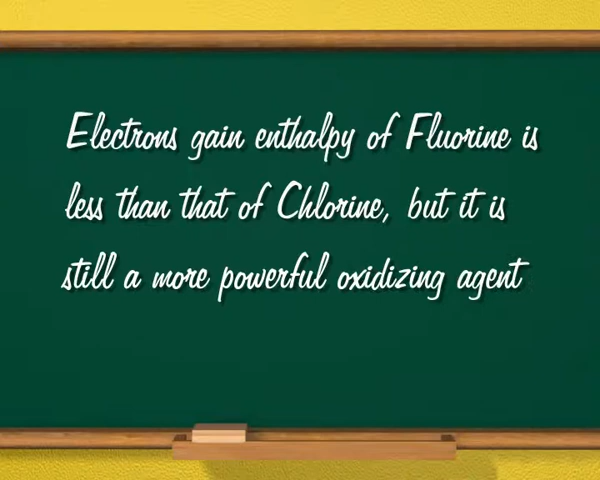 Electrons gain enthalpy of Fluorine is
less than that of Chlorine, but it is
still a more powerful oxidizing agent